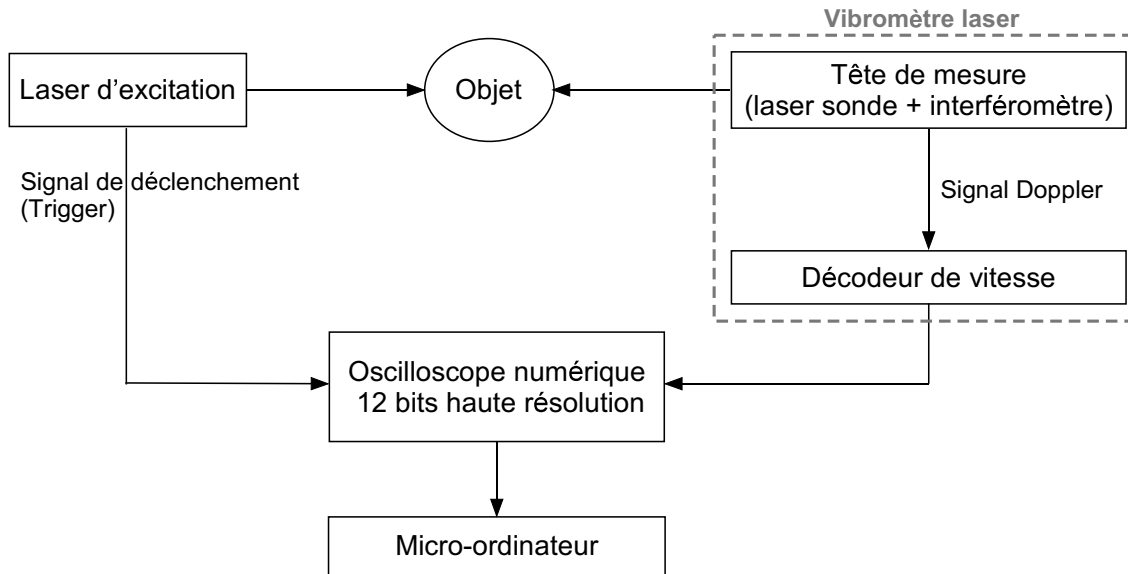 Vibromètre laser
Laser d’excitation
Objet
Tête de mesure
(laser sonde + interféromètre)
Signal de déclenchement
(Trigger)
Signal Doppler
Décodeur de vitesse
Oscilloscope numérique
12 bits haute résolution
Micro-ordinateur